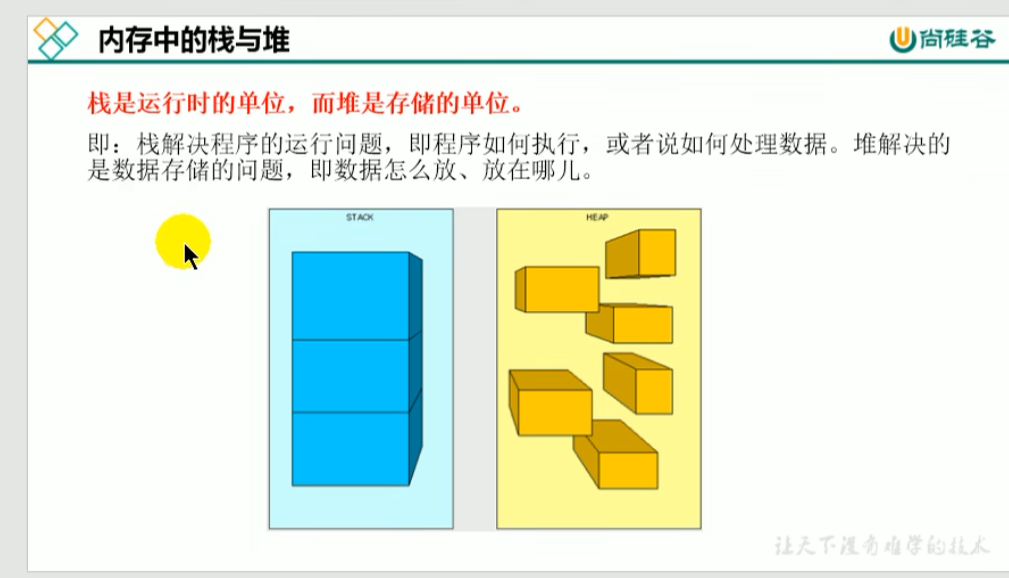 内存中的栈与堆
尚硅谷
栈是运行时的单位，而堆是存储的单位。
即：栈解决程序的运行问题，即程序如何执行，或者说如何处理数据。堆解决的
是数据存储的问题，即数据怎么放、放在哪儿。
STACK
HEAP
让天下没有难学的技术